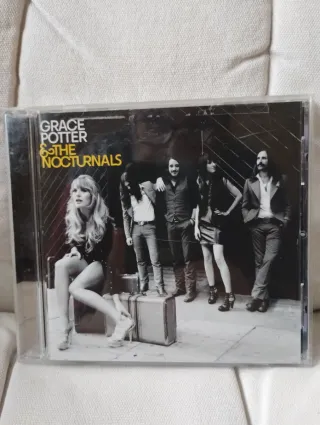 GRACE
POTTER
& THE
NOCTURNALS